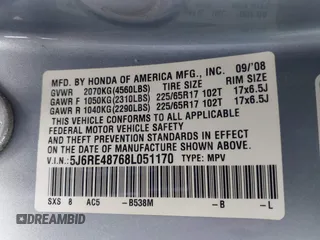 MFD. BY HONDA OF AMERICA MFG., INC. 09/'08
GVWR 2070KG(4560LBS) TIRE SIZE RIM SIZE
GAWR F 1050KG(2310LBS) 225/65R17 102T 17x6.5J
GAWR R 1040KG(2290LBS) 225/65R17 102T 17x6.5J
THIS VEHICLE CONFORMS TO ALL APPLICABLE
FEDERAL MOTOR VEHICLE SAFETY, BUMPER, AND
THEFT PREVENTION STANDARDS IN EFFECT ON THE
DATE OF MANUFACTURE SHOWN ABOVE.
V.I.N: 5J6RE48768L051170 TYPE: MPV
SXS 8 AC5 -B538M -B -L
DREAMBID